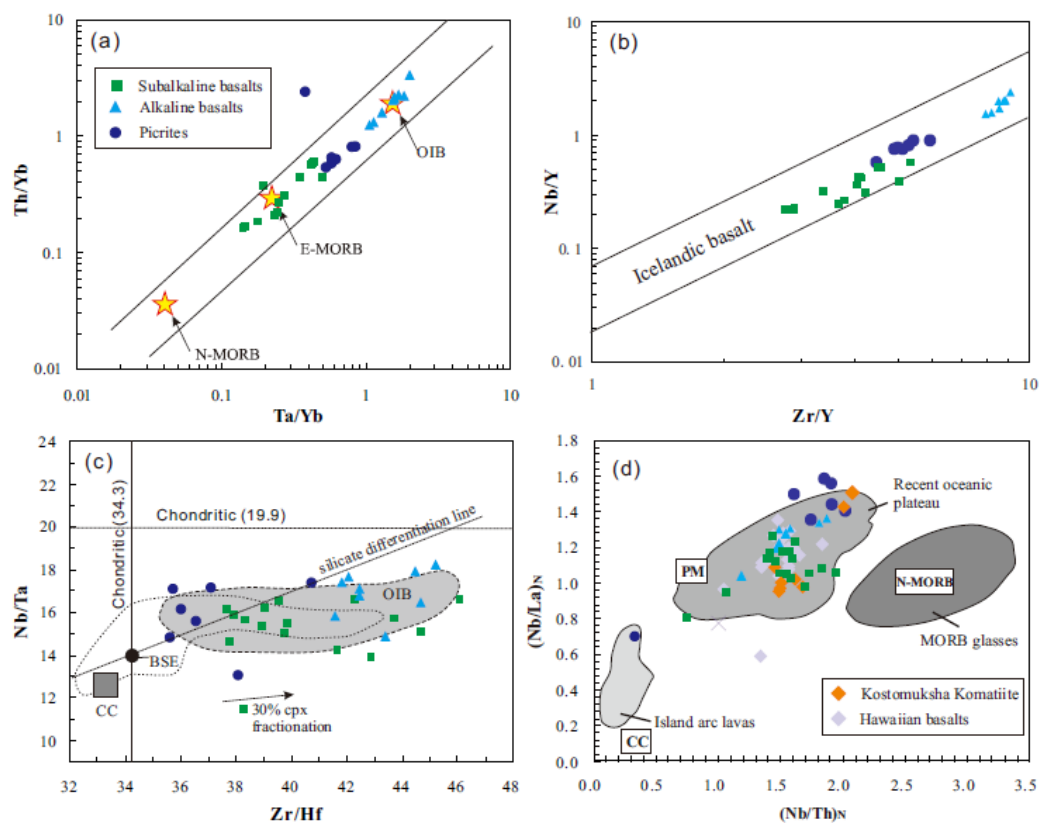 (a)
10
1
0.1
0.01
Th/Yb
Subalkaline basalts
Alkaline basalts
Picrites
OIB
E-MORB
N-MORB
0.01
0.1
1
10
Ta/Yb
(b)
10
1
0.1
0.01
Nb/Y
Icelandic basalt
1
10
Zr/Y
(c)
24
22
20
18
16
14
12
10
9
Nb/Ta
Chondritic (34.3)
Chondritic (19.9)
silicate differentiation line
OIB
BSE
CC
30% cpx
fractionation
32
34
36
38
40
42
44
46
48
Zr/Hf
(d)
1.8
1.6
1.4
1.2
1.0
0.8
0.6
0.4
0.2
0.0
(Nb/La)N
Recent oceanic
plateau
PM
N-MORB
MORB glasses
Island arc lavas
CC
Kostomuksha Komatiite
Hawaiian basalts
0.0
0.5
1.0
1.5
2.0
2.5
3.0
3.5
(Nb/Th)N